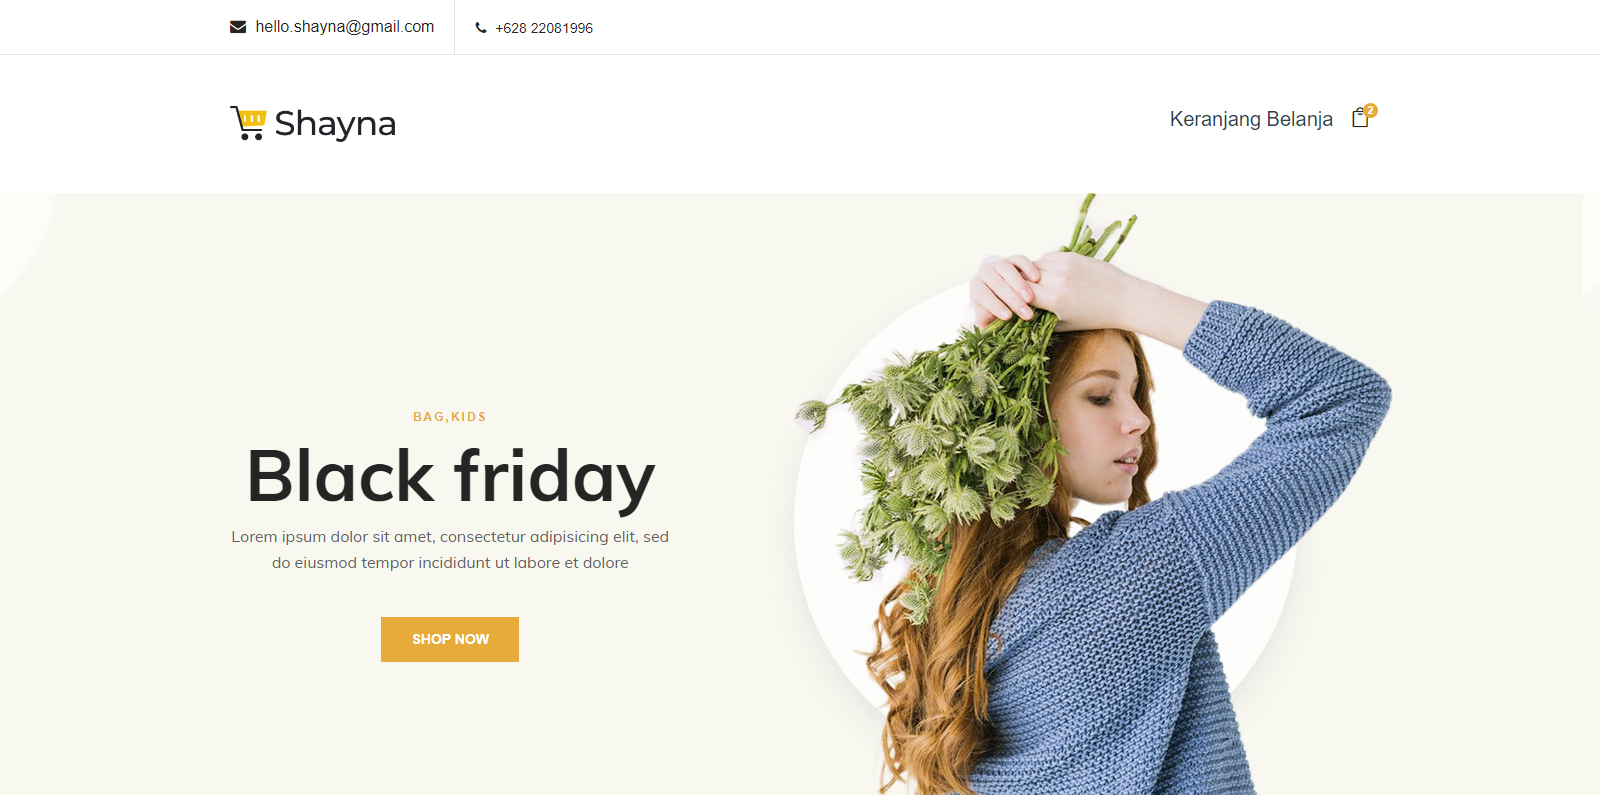 hello.shayna@gmail.com
+628 22081996
Shayna
Keranjang Belanja 2
BAG,KIDS
Black friday
Lorem ipsum dolor sit amet, consectetur adipisicing elit, sed
do eiusmod tempor incididunt ut labore et dolore
SHOP NOW